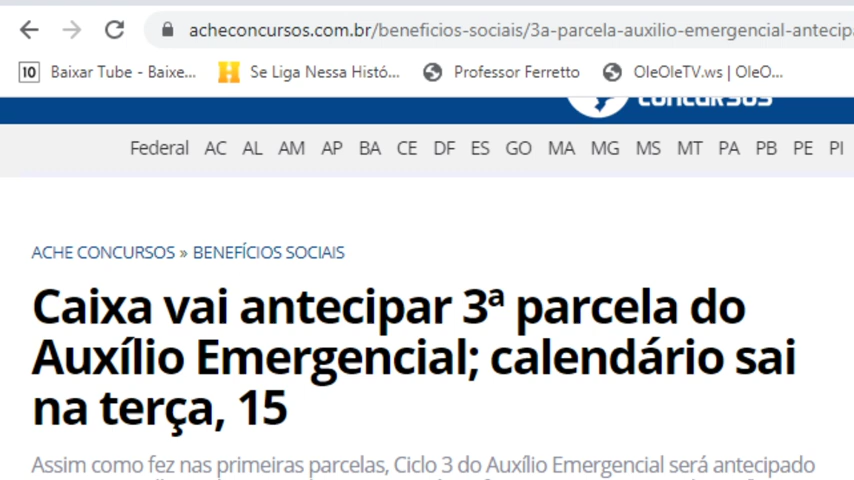 acheconcursos.com.br/beneficios-sociais/3a-parcela-auxilio-emergencial-antecip
10 Baixar Tube - Baixe... H Se Liga Nessa Histó... Professor Ferretto OleOleTV.ws | OleO...
concursos
Federal AC AL AM AP BA CE DF ES GO MA MG MS MT PA PB PE PI
ACHE CONCURSOS » BENEFÍCIOS SOCIAIS
Caixa vai antecipar 3ª parcela do
Auxílio Emergencial; calendário sai
na terça, 15
Assim como fez nas primeiras parcelas, Ciclo 3 do Auxílio Emergencial será antecipado